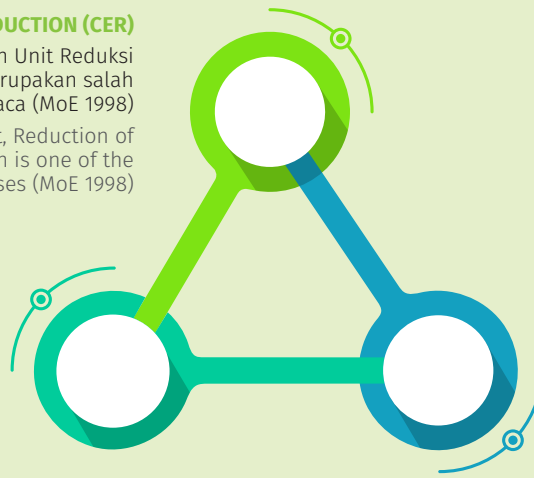 DUCTION (CER)
Unit Reduksi
rupakan salah
aca (MoE 1998)
t, Reduction of
n is one of the
ses (MoE 1998)